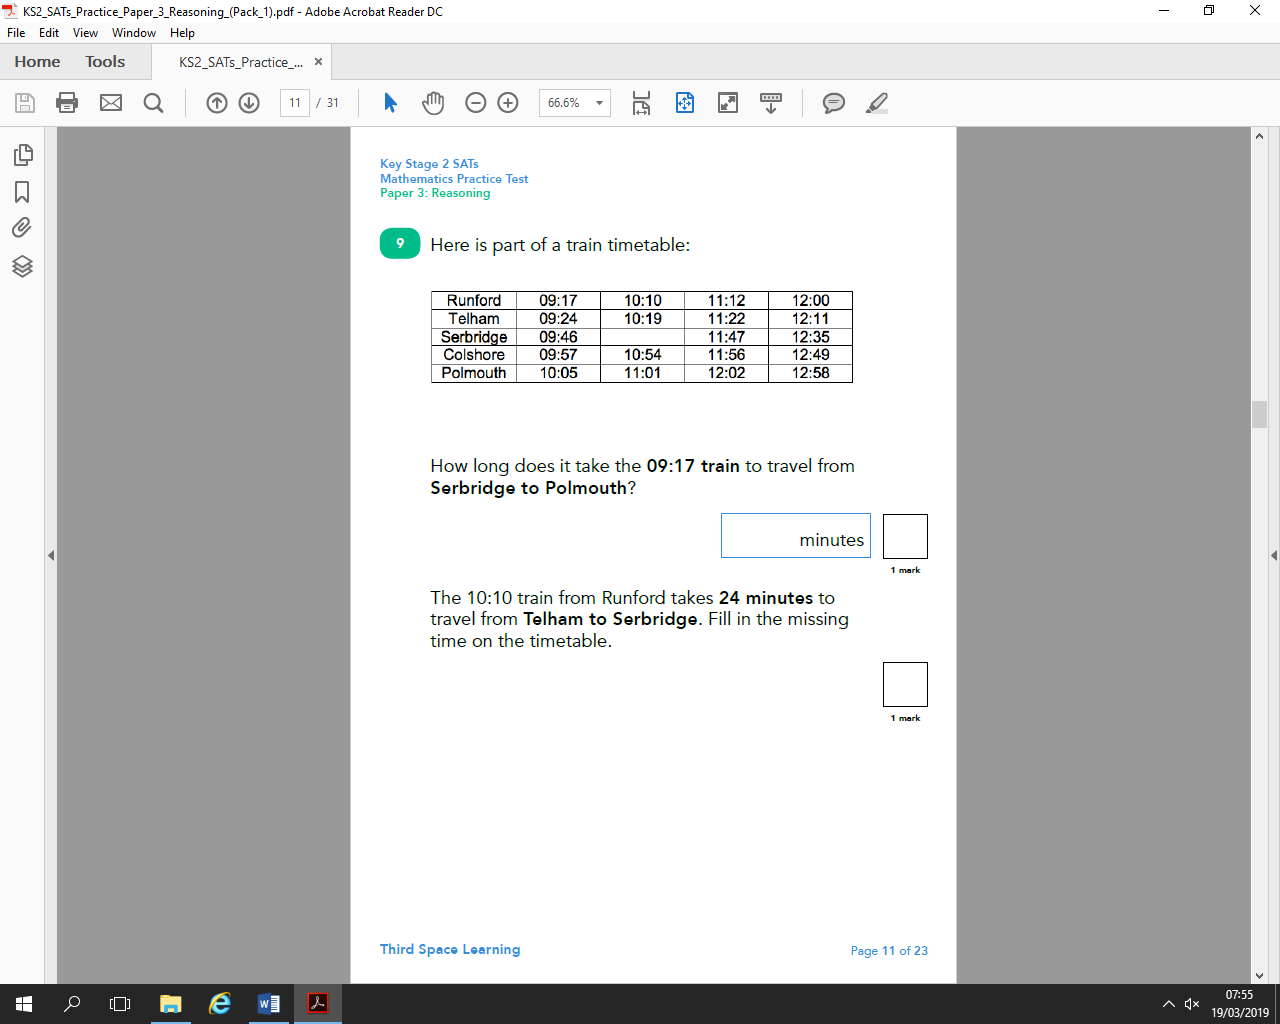 KS2_SATs_Practice_Paper_3_Reasoning_(Pack_1).pdf - Adobe Acrobat Reader DC
File Edit View Window Help
Home Tools KS2_SATs_Practice_... ×
11 / 31 66.6%
Key Stage 2 SATs
Mathematics Practice Test
Paper 3: Reasoning
9 Here is part of a train timetable:
Runford 09:17 10:10 11:12 12:00
Telham 09:24 10:19 11:22 12:11
Serbridge 09:46 11:47 12:35
Colshore 09:57 10:54 11:56 12:49
Polmouth 10:05 11:01 12:02 12:58
How long does it take the 09:17 train to travel from
Serbridge to Polmouth?
minutes
1 mark
The 10:10 train from Runford takes 24 minutes to
travel from Telham to Serbridge. Fill in the missing
time on the timetable.
1 mark
Third Space Learning Page 11 of 23
07:55
19/03/2019